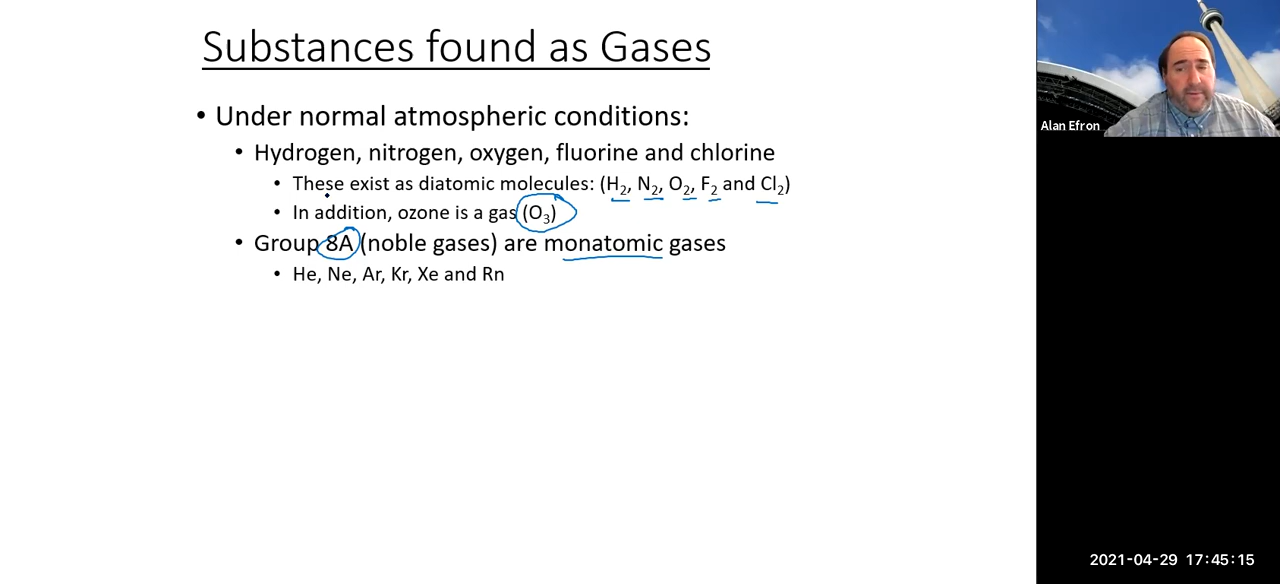 Substances found as Gases
• Under normal atmospheric conditions:
• Hydrogen, nitrogen, oxygen, fluorine and chlorine
• These exist as diatomic molecules: (H₂, N₂, O₂, F₂ and Cl₂)
• In addition, ozone is a gas (O₃)
• Group 8A (noble gases) are monatomic gases
• He, Ne, Ar, Kr, Xe and Rn
Alan Efron
2021-04-29 17:45:15